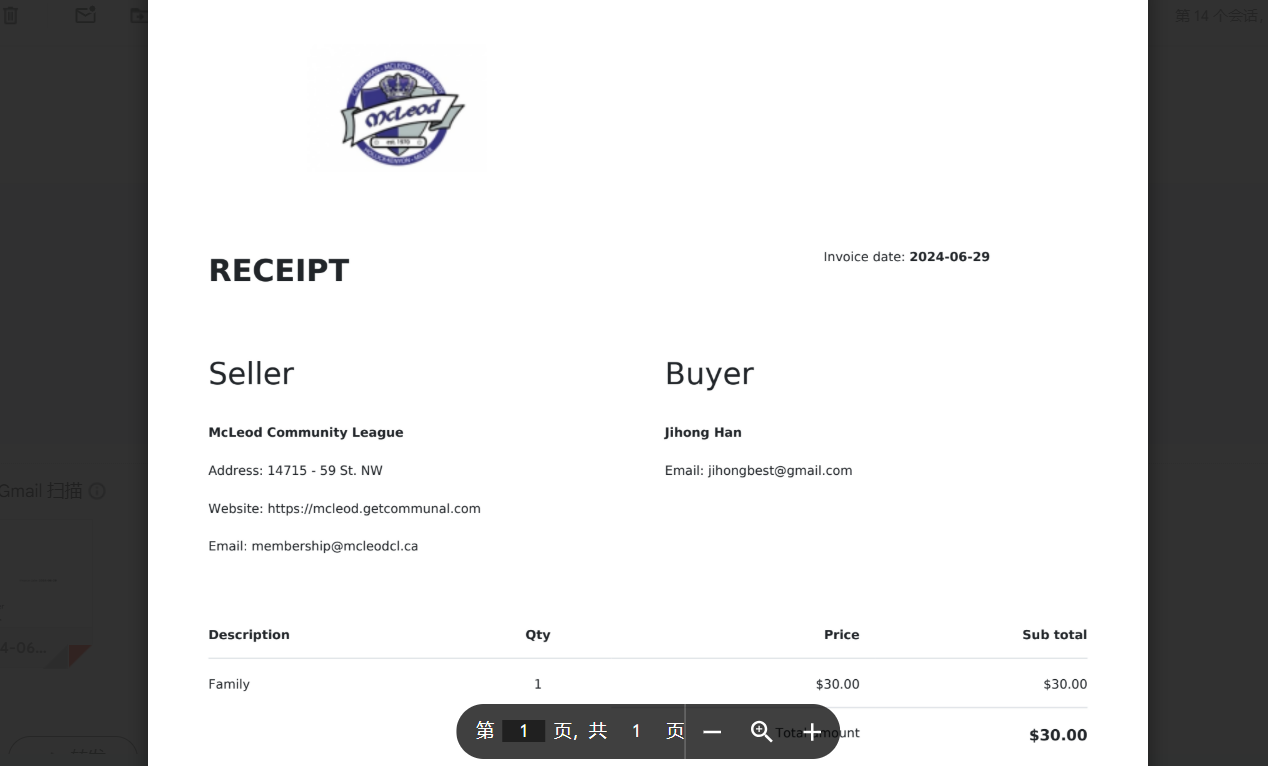 第 14 个会话,
McLeod
est. 1970
RECEIPT
Invoice date: 2024-06-29
Seller
Buyer
McLeod Community League
Jihong Han
Address: 14715 - 59 St. NW
Email: jihongbest@gmail.com
Website: https://mcleod.getcommunal.com
Gmail 扫描
Email: membership@mcleodcl.ca
Description Qty Price Sub total
4-06...
Family 1 $30.00 $30.00
第 1 页, 共 1 页
Total amount $30.00